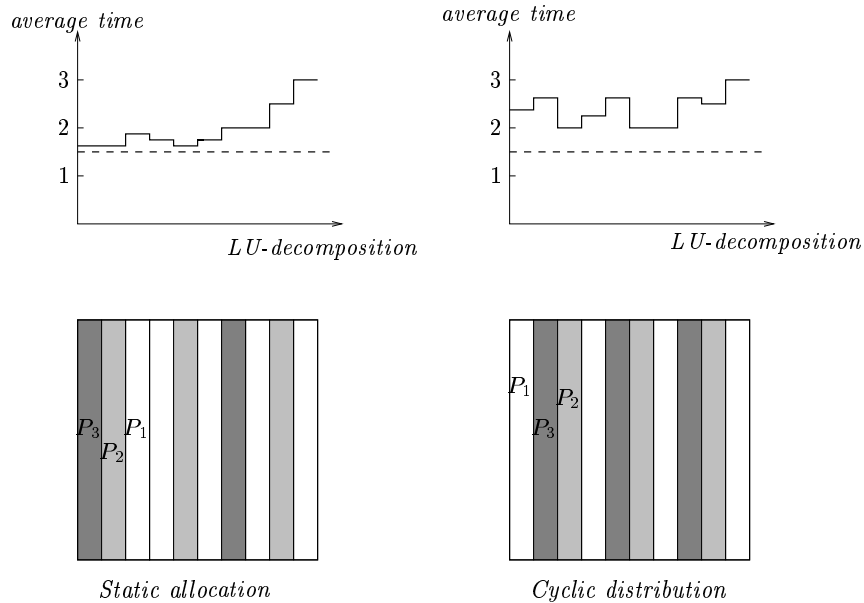 average time
3
2
1
LU-decomposition
average time
3
2
1
LU-decomposition
P3
P2
P1
Static allocation
P1
P3
P2
Cyclic distribution